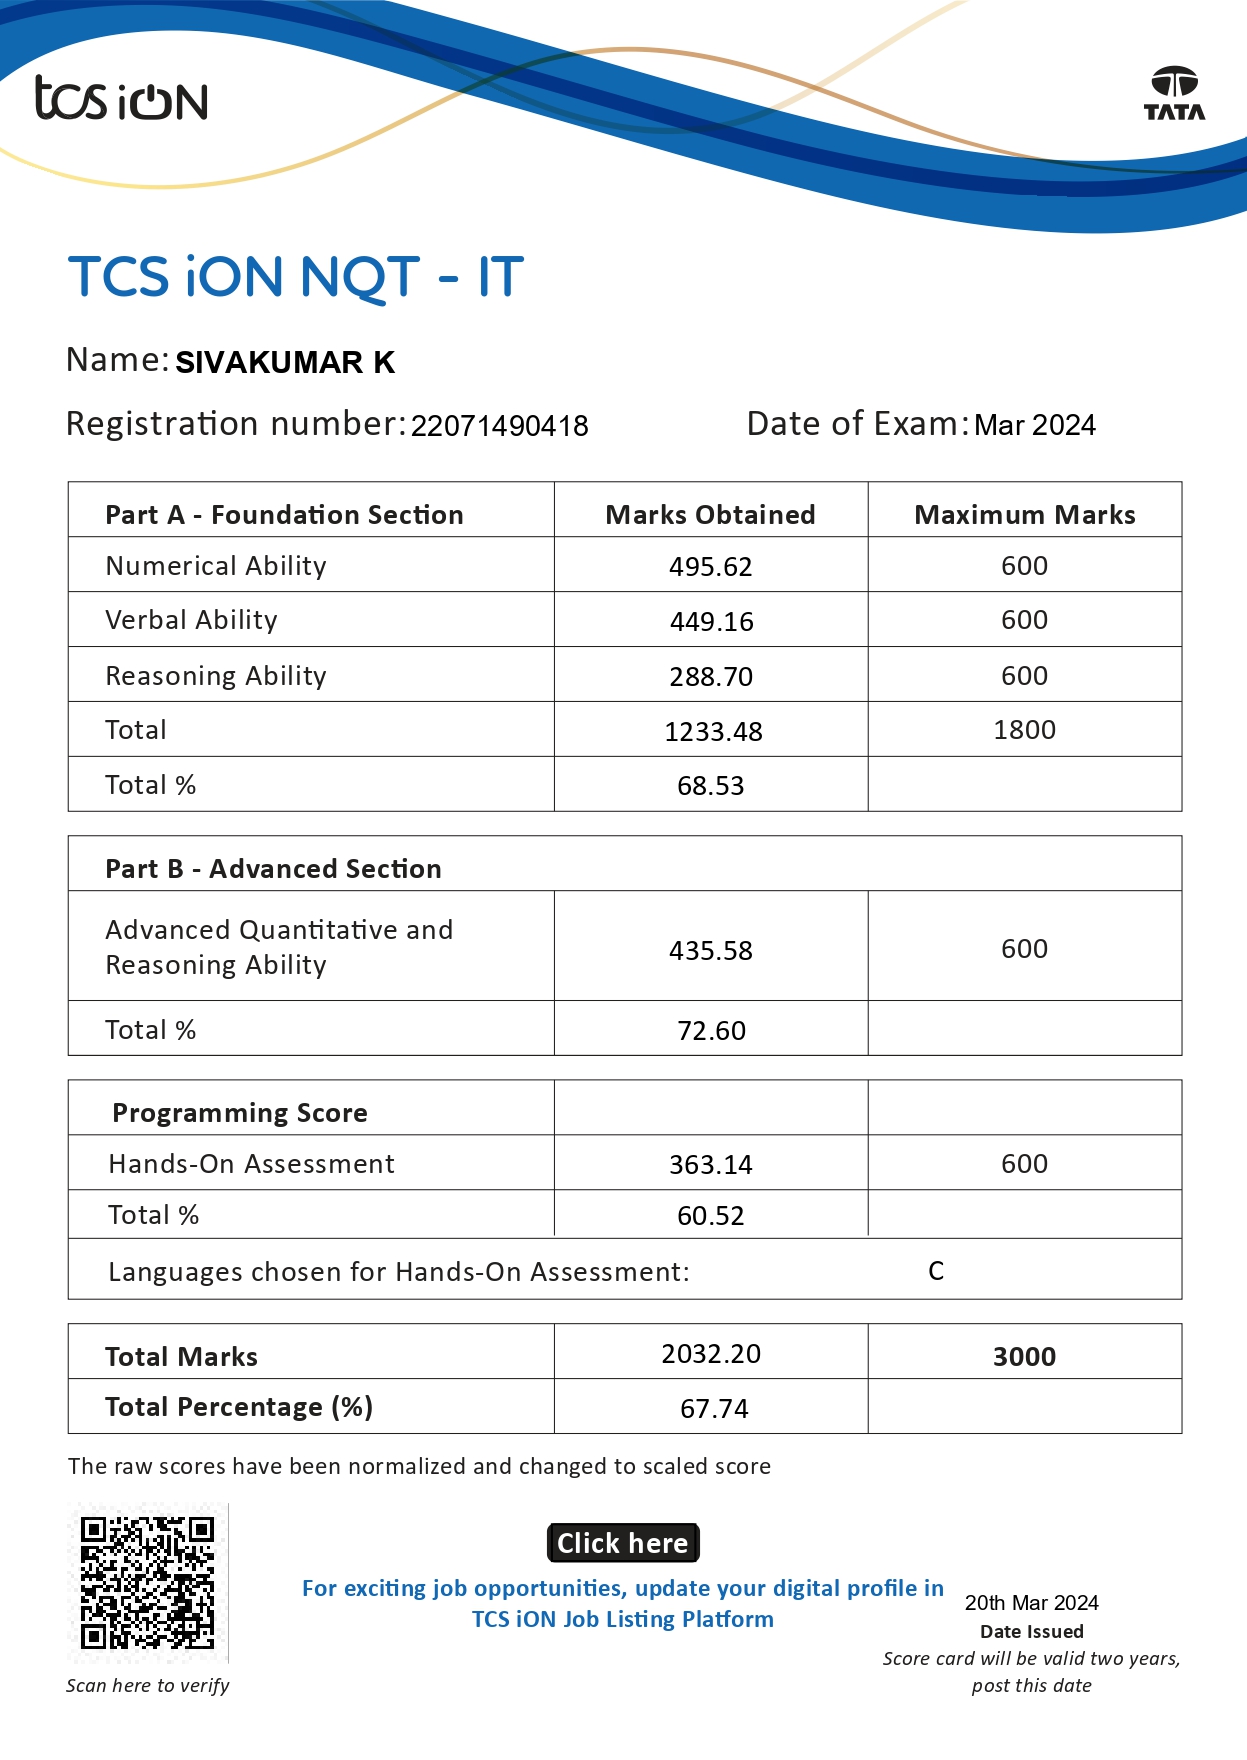 tcs iON
TATA
TCS iON NQT - IT
Name: SIVAKUMAR K
Registration number: 22071490418 Date of Exam: Mar 2024
Part A - Foundation Section Marks Obtained Maximum Marks
Numerical Ability 495.62 600
Verbal Ability 449.16 600
Reasoning Ability 288.70 600
Total 1233.48 1800
Total % 68.53
Part B - Advanced Section
Advanced Quantitative and
Reasoning Ability 435.58 600
Total % 72.60
Programming Score
Hands-On Assessment 363.14 600
Total % 60.52
Languages chosen for Hands-On Assessment: C
Total Marks 2032.20 3000
Total Percentage (%) 67.74
The raw scores have been normalized and changed to scaled score
Click here
For exciting job opportunities, update your digital profile in
TCS iON Job Listing Platform
20th Mar 2024
Date Issued
Score card will be valid two years,
post this date
Scan here to verify